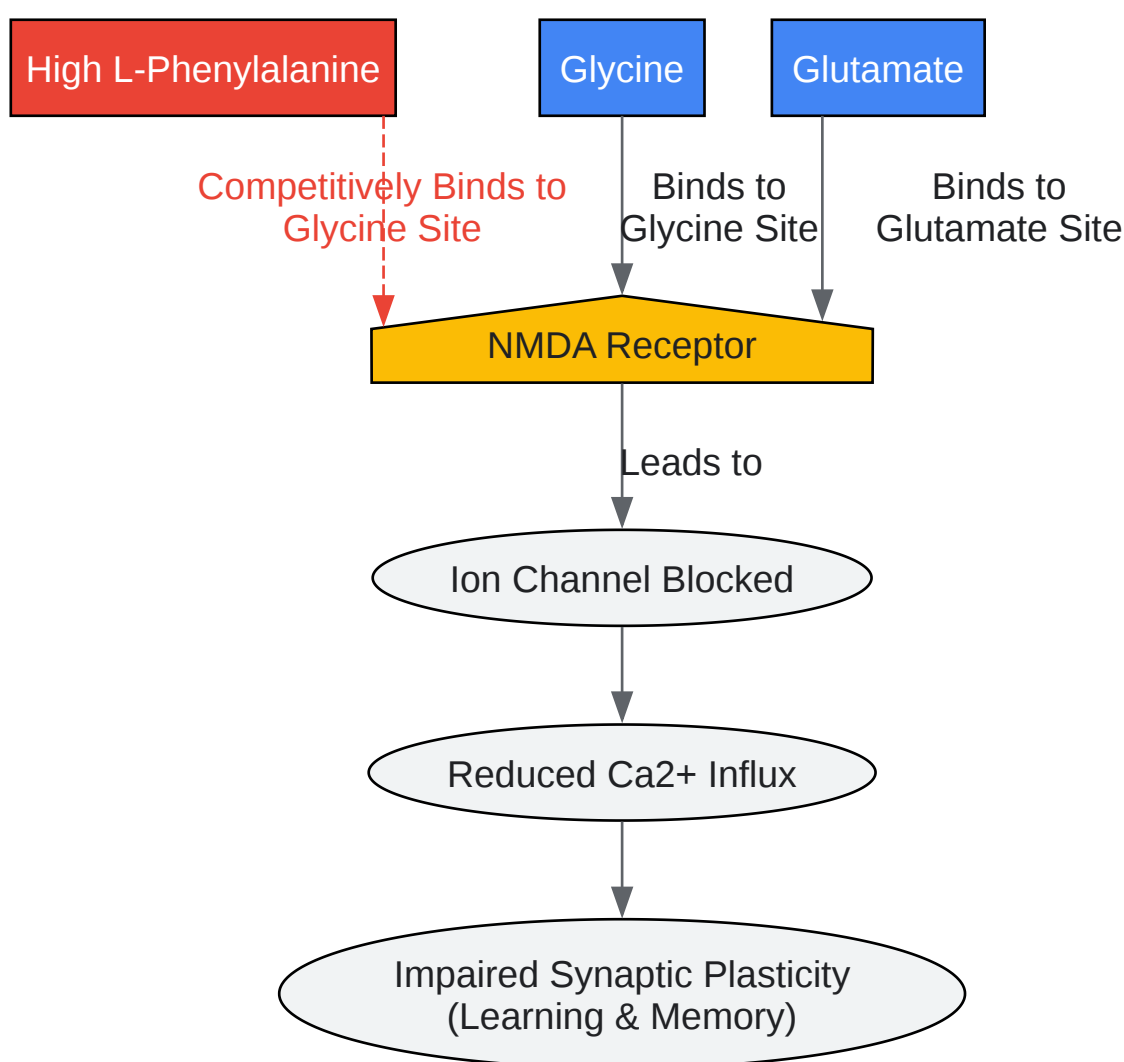 High L-Phenylalanine
Glycine
Glutamate
Competitively Binds to
Glycine Site
Binds to
Glycine Site
Binds to
Glutamate Site
NMDA Receptor
Leads to
Ion Channel Blocked
Reduced Ca2+ Influx
Impaired Synaptic Plasticity
(Learning & Memory)